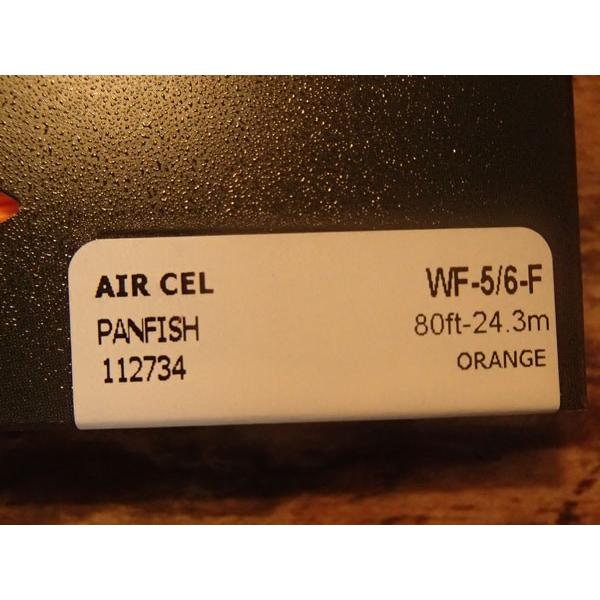 AIR CEL
PANFISH
112734
WF-5/6-F
80ft-24.3m
ORANGE